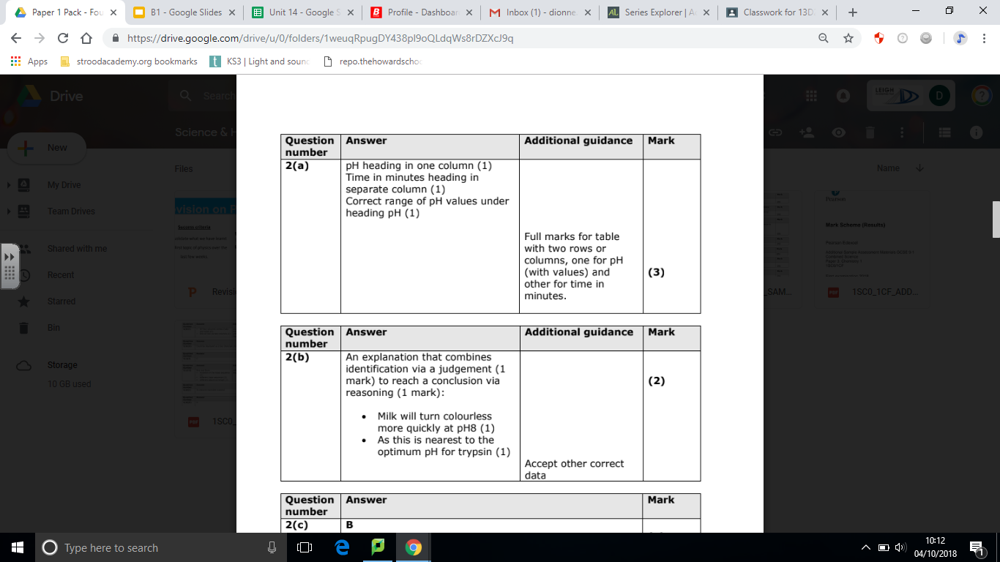 Paper 1 Pack - Fou
B1 - Google Slides
Unit 14 - Google S
Profile - Dashboar
Inbox (1) - dionne.
Series Explorer | A
Classwork for 13D
https://drive.google.com/drive/u/0/folders/1weuqRpugDY438pI9oQLdqWs8rDZXcJ9q
Apps
stroodacademy.org bookmarks
KS3 | Light and soun
repo.thehowardschoo
Drive
Search
LEIGH
D
Science & H
New
Files
Name
My Drive
Team Drives
Shared with me
Recent
Starred
Bin
Storage
10 GB used
vision on P
Success criteria
Revisi
1SC0_
Mark Scheme (Results)
_SAM...
1SC0_1CF_ADD...
Question number Answer Additional guidance Mark
2(a)
pH heading in one column (1)
Time in minutes heading in
separate column (1)
Correct range of pH values under
heading pH (1)
Full marks for table
with two rows or
columns, one for pH
(with values) and
other for time in
minutes.
(3)
Question number Answer Additional guidance Mark
2(b)
An explanation that combines
identification via a judgement (1
mark) to reach a conclusion via
reasoning (1 mark):
• Milk will turn colourless
more quickly at pH8 (1)
• As this is nearest to the
optimum pH for trypsin (1)
Accept other correct
data
(2)
Question number Answer Mark
2(c) B
Type here to search
10:12
04/10/2018
1